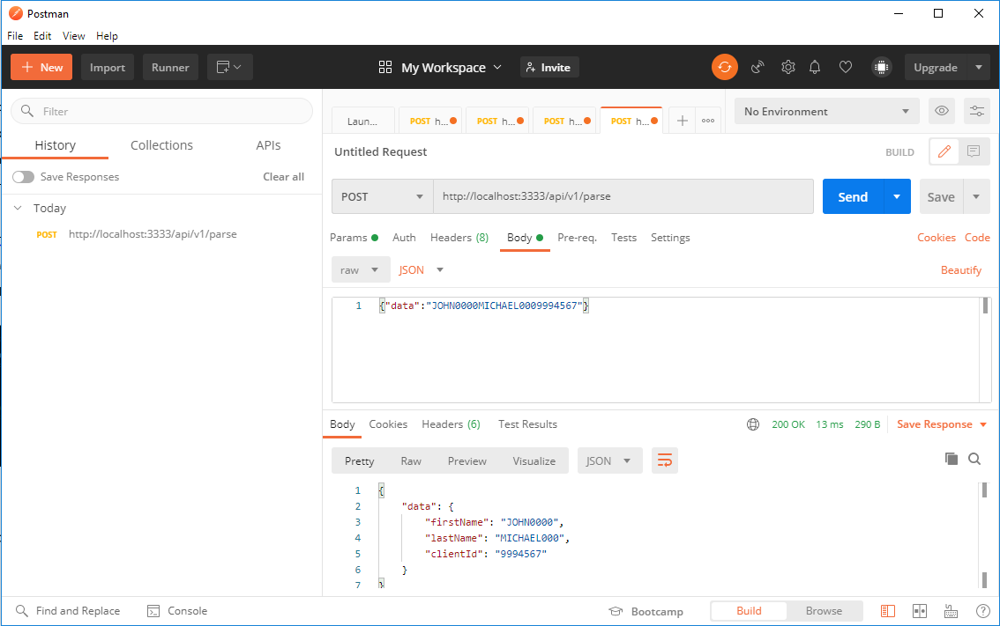 Postman
File Edit View Help
+ New Import Runner My Workspace Invite Upgrade
Filter
History Collections APIs
Save Responses Clear all
Today
POST http://localhost:3333/api/v1/parse
Laun... POST h... POST h... POST h... POST h... No Environment
Untitled Request BUILD
POST http://localhost:3333/api/v1/parse Send Save
Params Auth Headers (8) Body Pre-req. Tests Settings Cookies Code
raw JSON Beautify
1 {"data":"JOHN0000MICHAEL0009994567"}
Body Cookies Headers (6) Test Results 200 OK 13 ms 290 B Save Response
Pretty Raw Preview Visualize JSON
1 {
2 "data": {
3 "firstName": "JOHN0000",
4 "lastName": "MICHAEL000",
5 "clientId": "9994567"
6 }
7 }
Find and Replace Console Bootcamp Build Browse